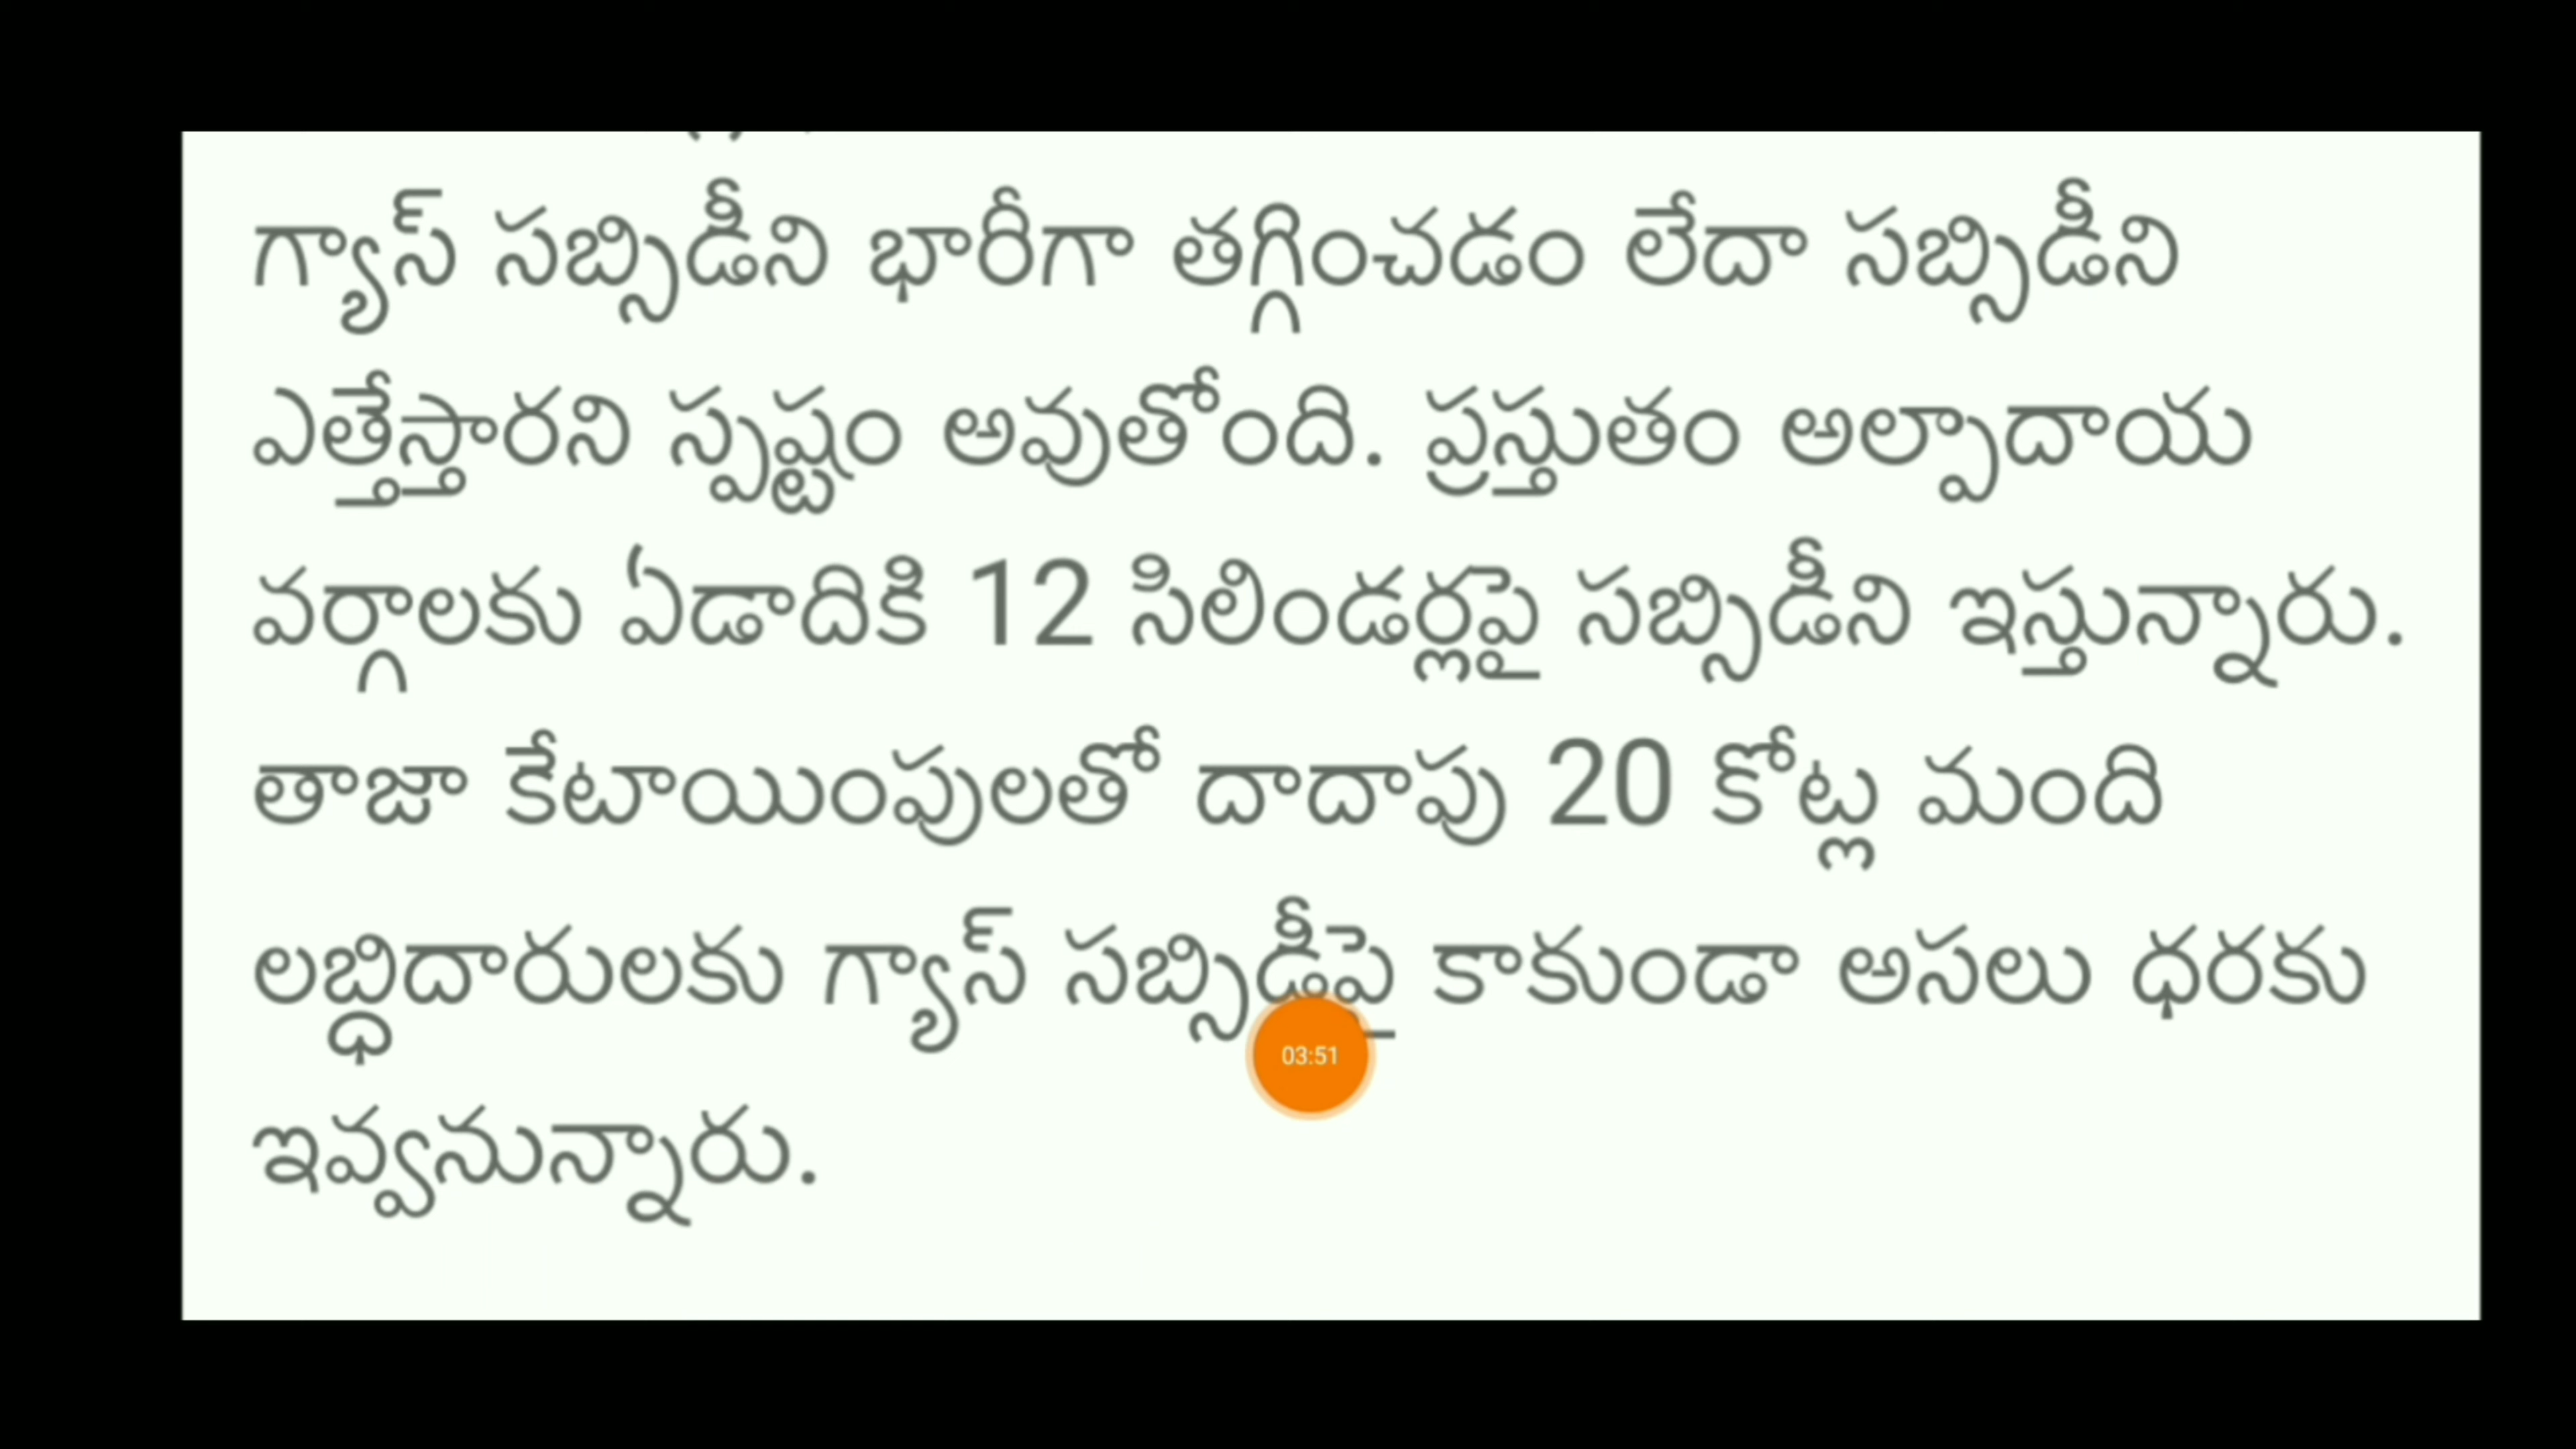 గ్యాస్ సబ్సిడీని భారీగా తగ్గించడం లేదా సబ్సిడీని
ఎత్తేస్తారని స్పష్టం అవుతోంది. ప్రస్తుతం అల్పాదాయ
వర్గాలకు ఏడాదికి 12 సిలిండర్లపై సబ్సిడీని ఇస్తున్నారు.
తాజా కేటాయింపులతో దాదాపు 20 కోట్ల మంది
లబ్ధిదారులకు గ్యాస్ సబ్సిడీపై కాకుండా అసలు ధరకు
03:51
ఇవ్వనున్నారు.